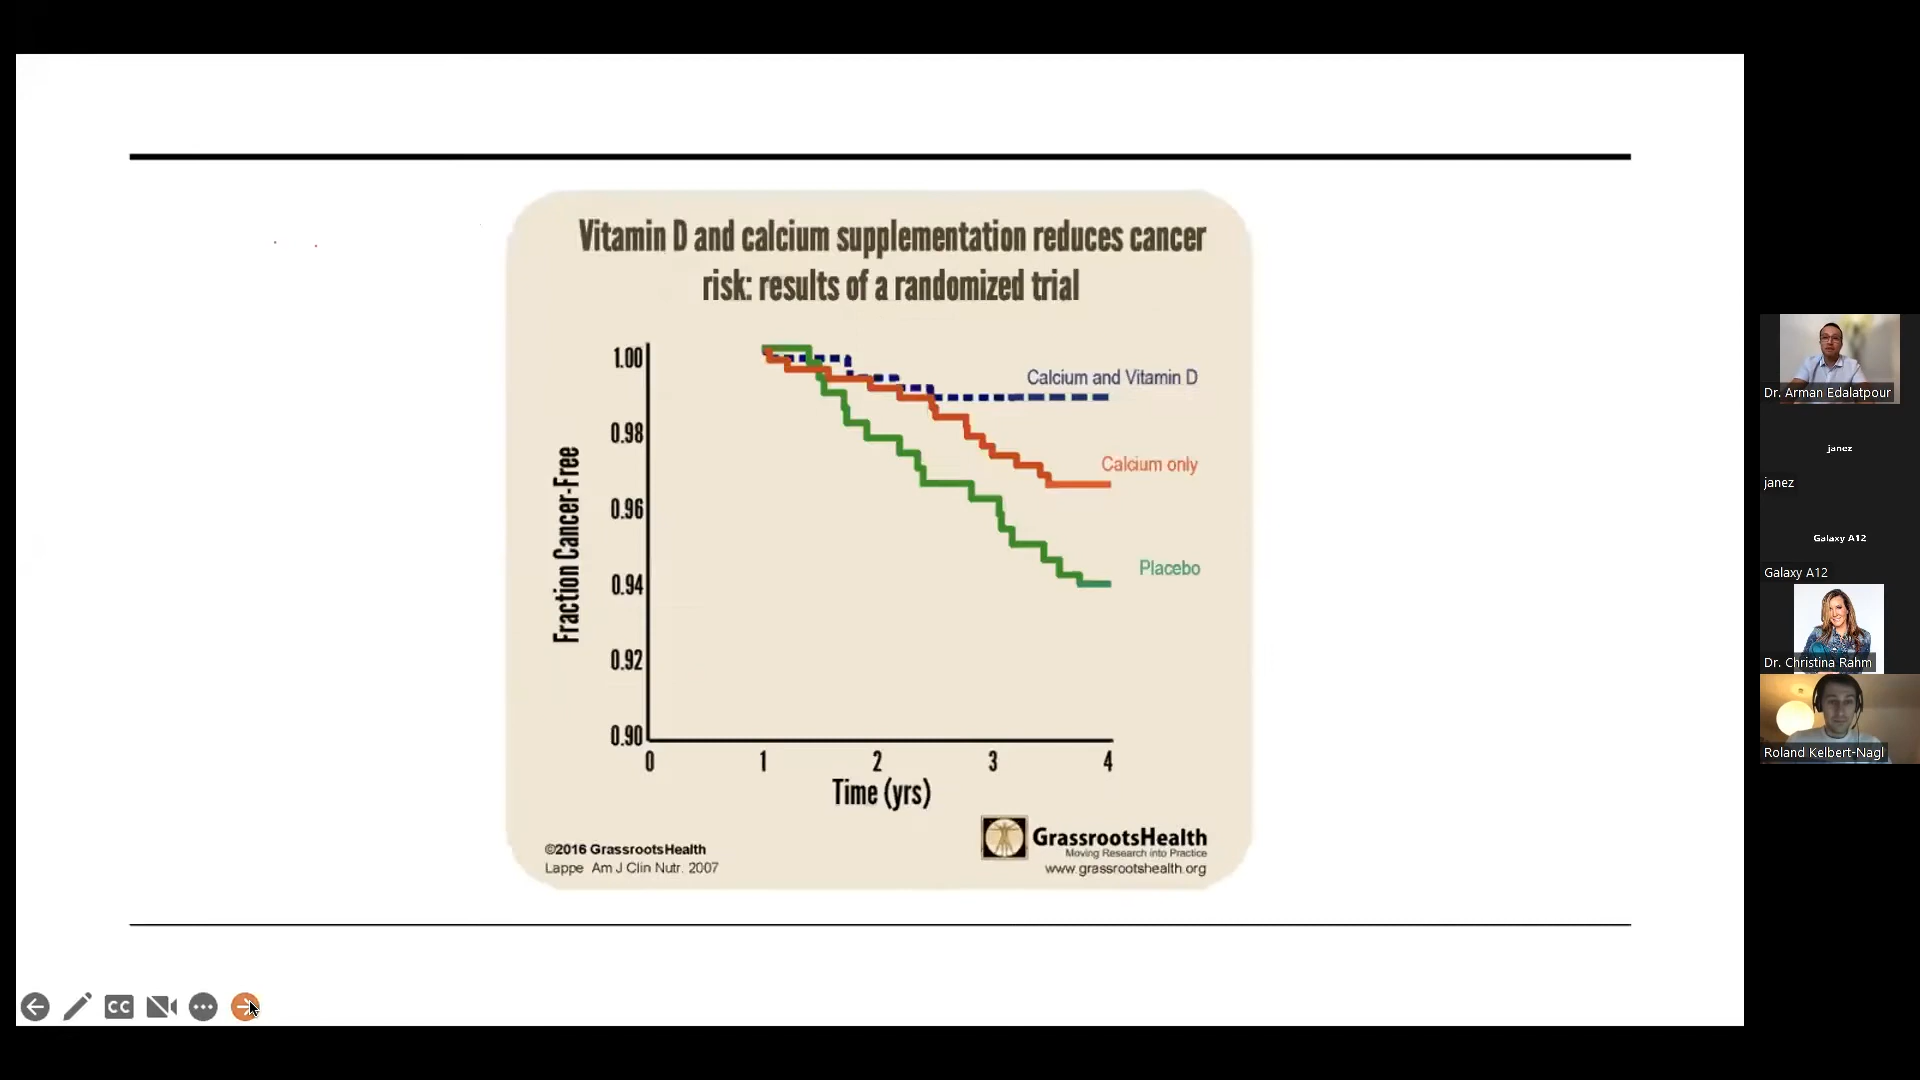 Vitamin D and calcium supplementation reduces cancer
risk: results of a randomized trial
Fraction Cancer-Free
1.00
0.98
0.96
0.94
0.92
0.90
0
1
2
3
4
Time (yrs)
Calcium and Vitamin D
Calcium only
Placebo
©2016 GrassrootsHealth
Lappe Am J Clin Nutr. 2007
GrassrootsHealth
Moving Research into Practice
www.grassrootshealth.org
CC
Dr. Arman Edalatpour
janez
janez
Galaxy A12
Galaxy A12
Dr. Christina Rahm
Roland Kelbert-Nagl